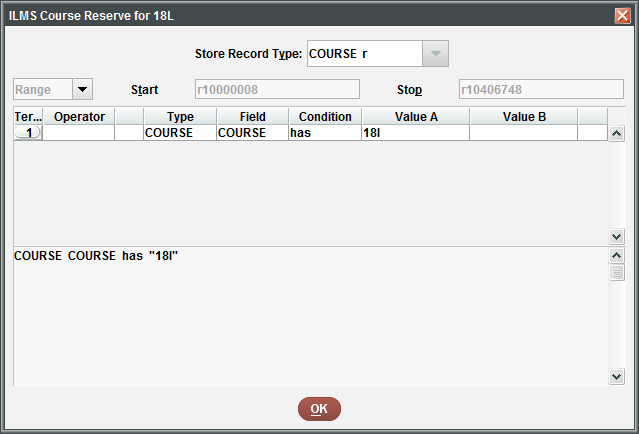 ILMS Course Reserve for 18L
Store Record Type: COURSE r
Range Start r10000008 Stop r10406748
Ter... Operator Type Field Condition Value A Value B
1 COURSE COURSE has 18l
COURSE COURSE has "18l"
OK